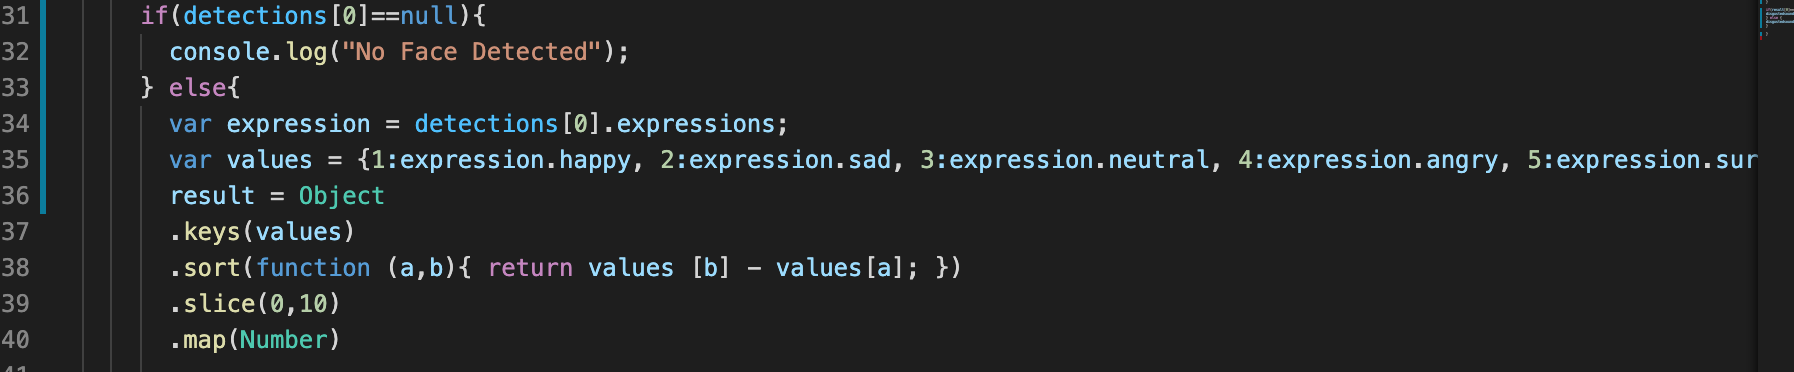 31 if(detections[0]==null){
32 console.log("No Face Detected");
33 } else{
34 var expression = detections[0].expressions;
35 var values = {1:expression.happy, 2:expression.sad, 3:expression.neutral, 4:expression.angry, 5:expression.sur
36 result = Object
37 .keys(values)
38 .sort(function (a,b){ return values [b] - values[a]; })
39 .slice(0,10)
40 .map(Number)